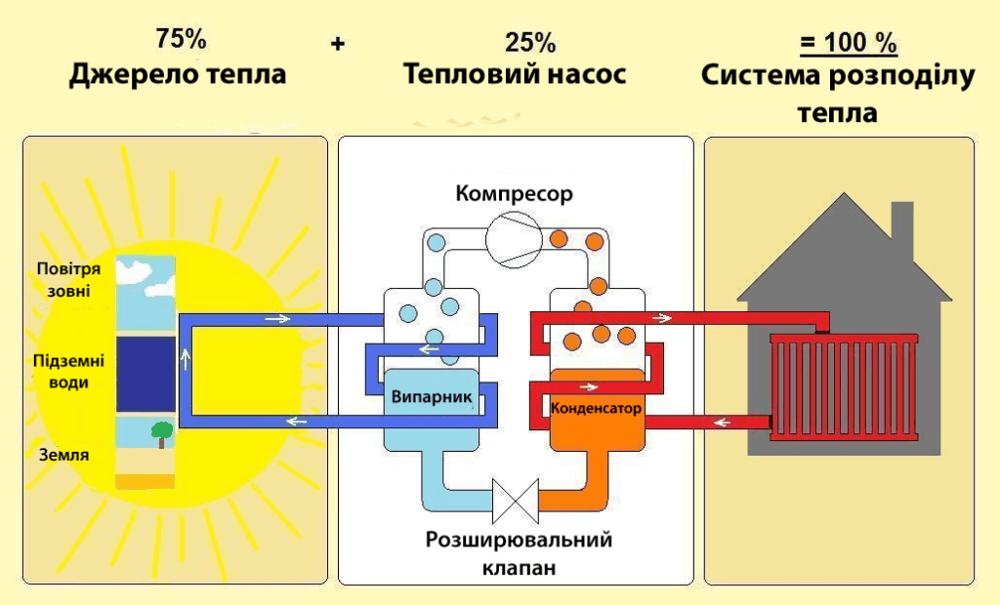 75% + 25% = 100 %
Джерело тепла
Тепловий насос
Система розподілу
тепла
Компресор
Повітря
зовні
Підземні
води
Земля
Випарник
Конденсатор
Розширювальний
клапан